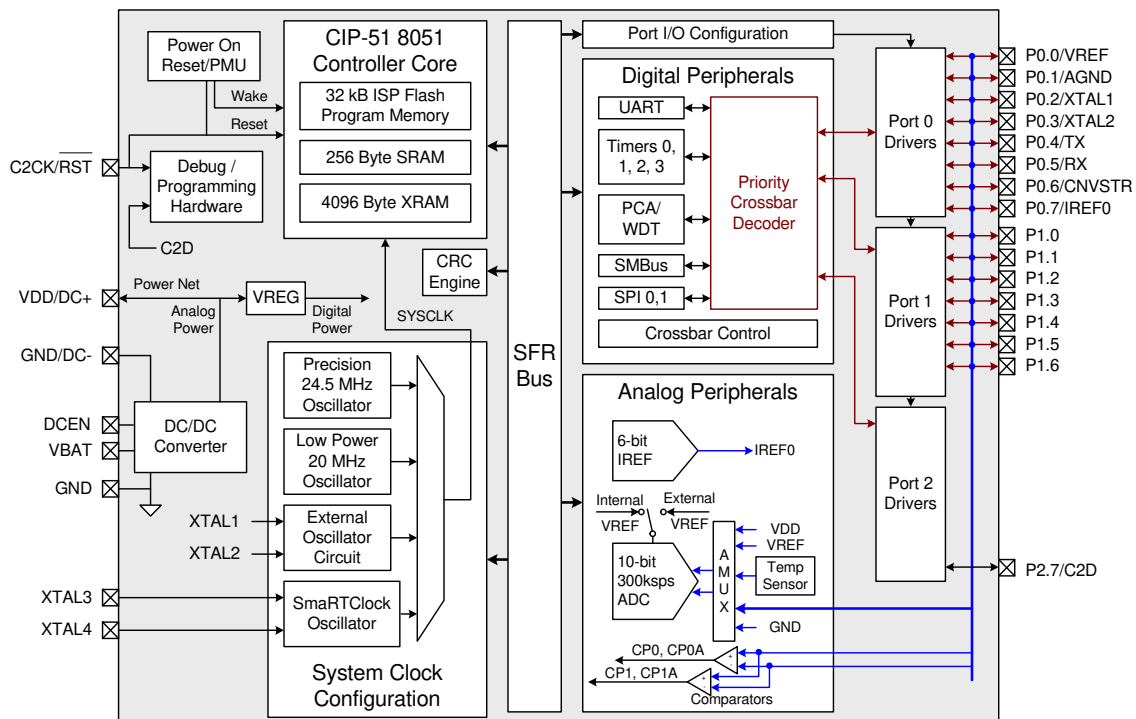 Power On
Reset/PMU
Wake
Reset
C2CK/RST
Debug /
Programming
Hardware
C2D
CIP-51 8051
Controller Core
32 kB ISP Flash
Program Memory
256 Byte SRAM
4096 Byte XRAM
CRC
Engine
VDD/DC+
Power Net
Analog
Power
VREG
Digital
Power
SYSCLK
GND/DC-
DCEN
VBAT
GND
DC/DC
Converter
Precision
24.5 MHz
Oscillator
Low Power
20 MHz
Oscillator
XTAL1
XTAL2
External
Oscillator
Circuit
XTAL3
XTAL4
SmaRTClock
Oscillator
System Clock
Configuration
SFR
Bus
Port I/O Configuration
Digital Peripherals
UART
Timers 0,
1, 2, 3
PCA/
WDT
SMBus
SPI 0,1
Priority
Crossbar
Decoder
Crossbar Control
Analog Peripherals
6-bit
IREF
IREF0
Internal
VREF
External
VREF
10-bit
300ksps
ADC
A
M
U
X
VDD
VREF
Temp
Sensor
GND
CP0, CP0A
+
-
CP1, CP1A
+
-
Comparators
Port 0
Drivers
Port 1
Drivers
Port 2
Drivers
P0.0/VREF
P0.1/AGND
P0.2/XTAL1
P0.3/XTAL2
P0.4/TX
P0.5/RX
P0.6/CNVSTR
P0.7/IREF0
P1.0
P1.1
P1.2
P1.3
P1.4
P1.5
P1.6
P2.7/C2D